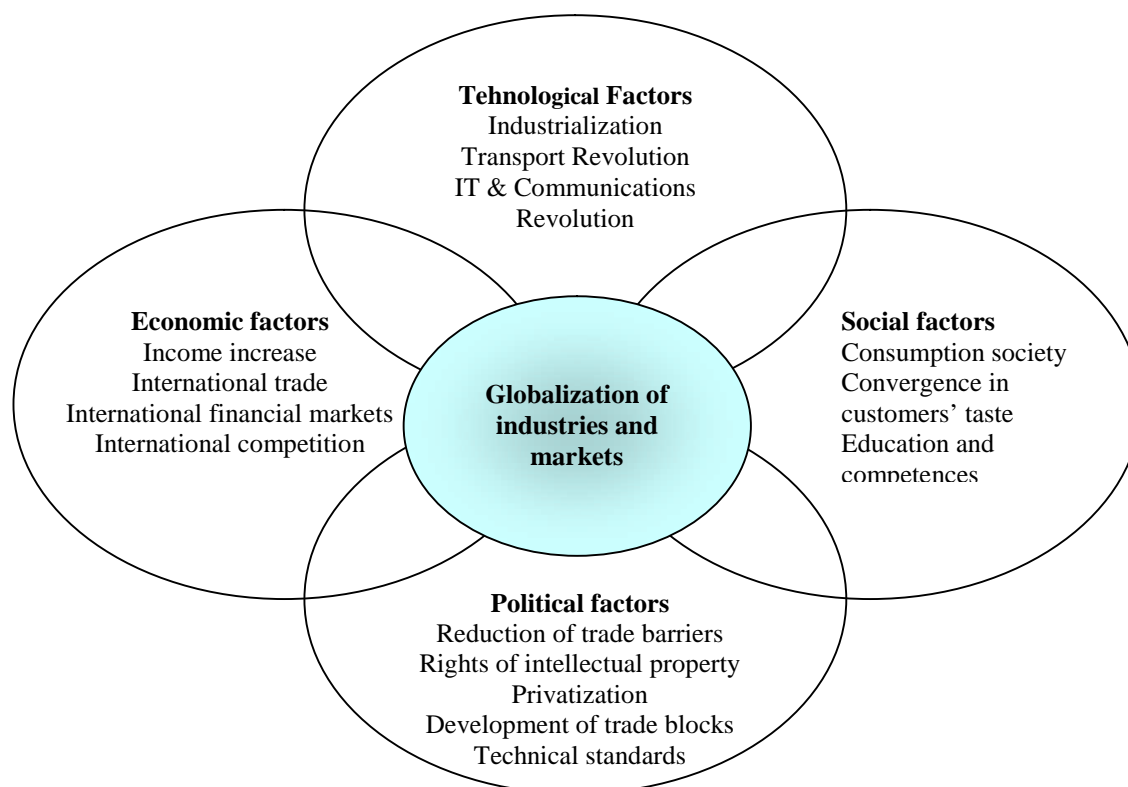 Tehnological Factors
Industrialization
Transport Revolution
IT & Communications
Revolution
Economic factors
Income increase
International trade
International financial markets
International competition
Globalization of
industries and
markets
Social factors
Consumption society
Convergence in
customers’ taste
Education and
competences
Political factors
Reduction of trade barriers
Rights of intellectual property
Privatization
Development of trade blocks
Technical standards